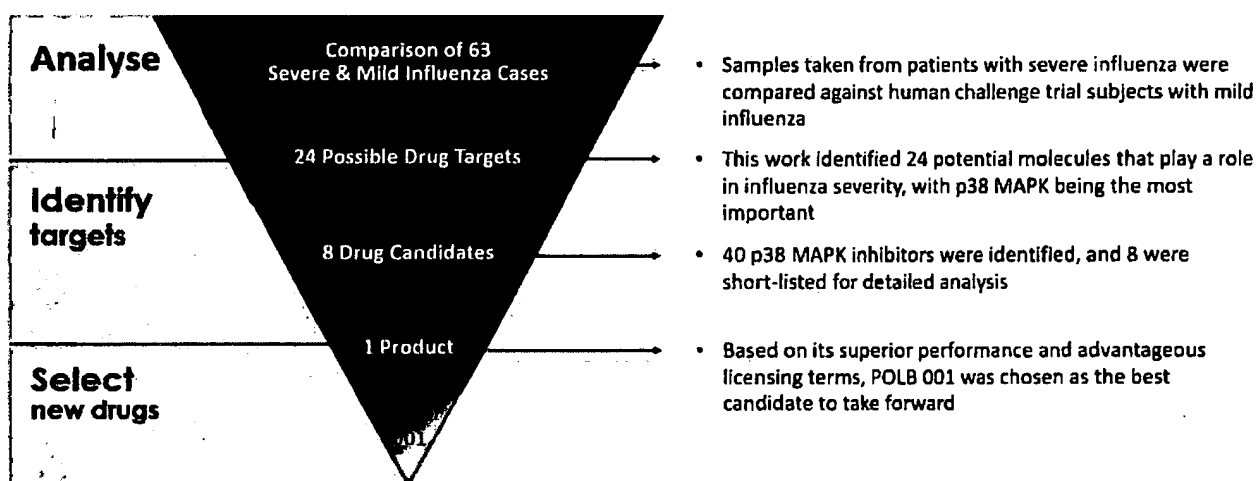 Analyse
Comparison of 63
Severe & Mild Influenza Cases
• Samples taken from patients with severe influenza were
compared against human challenge trial subjects with mild
influenza
24 Possible Drug Targets
• This work identified 24 potential molecules that play a role
in influenza severity, with p38 MAPK being the most
important
Identify
targets
8 Drug Candidates
• 40 p38 MAPK inhibitors were identified, and 8 were
short-listed for detailed analysis
1 Product
• Based on its superior performance and advantageous
licensing terms, POLB 001 was chosen as the best
candidate to take forward
Select
new drugs
001